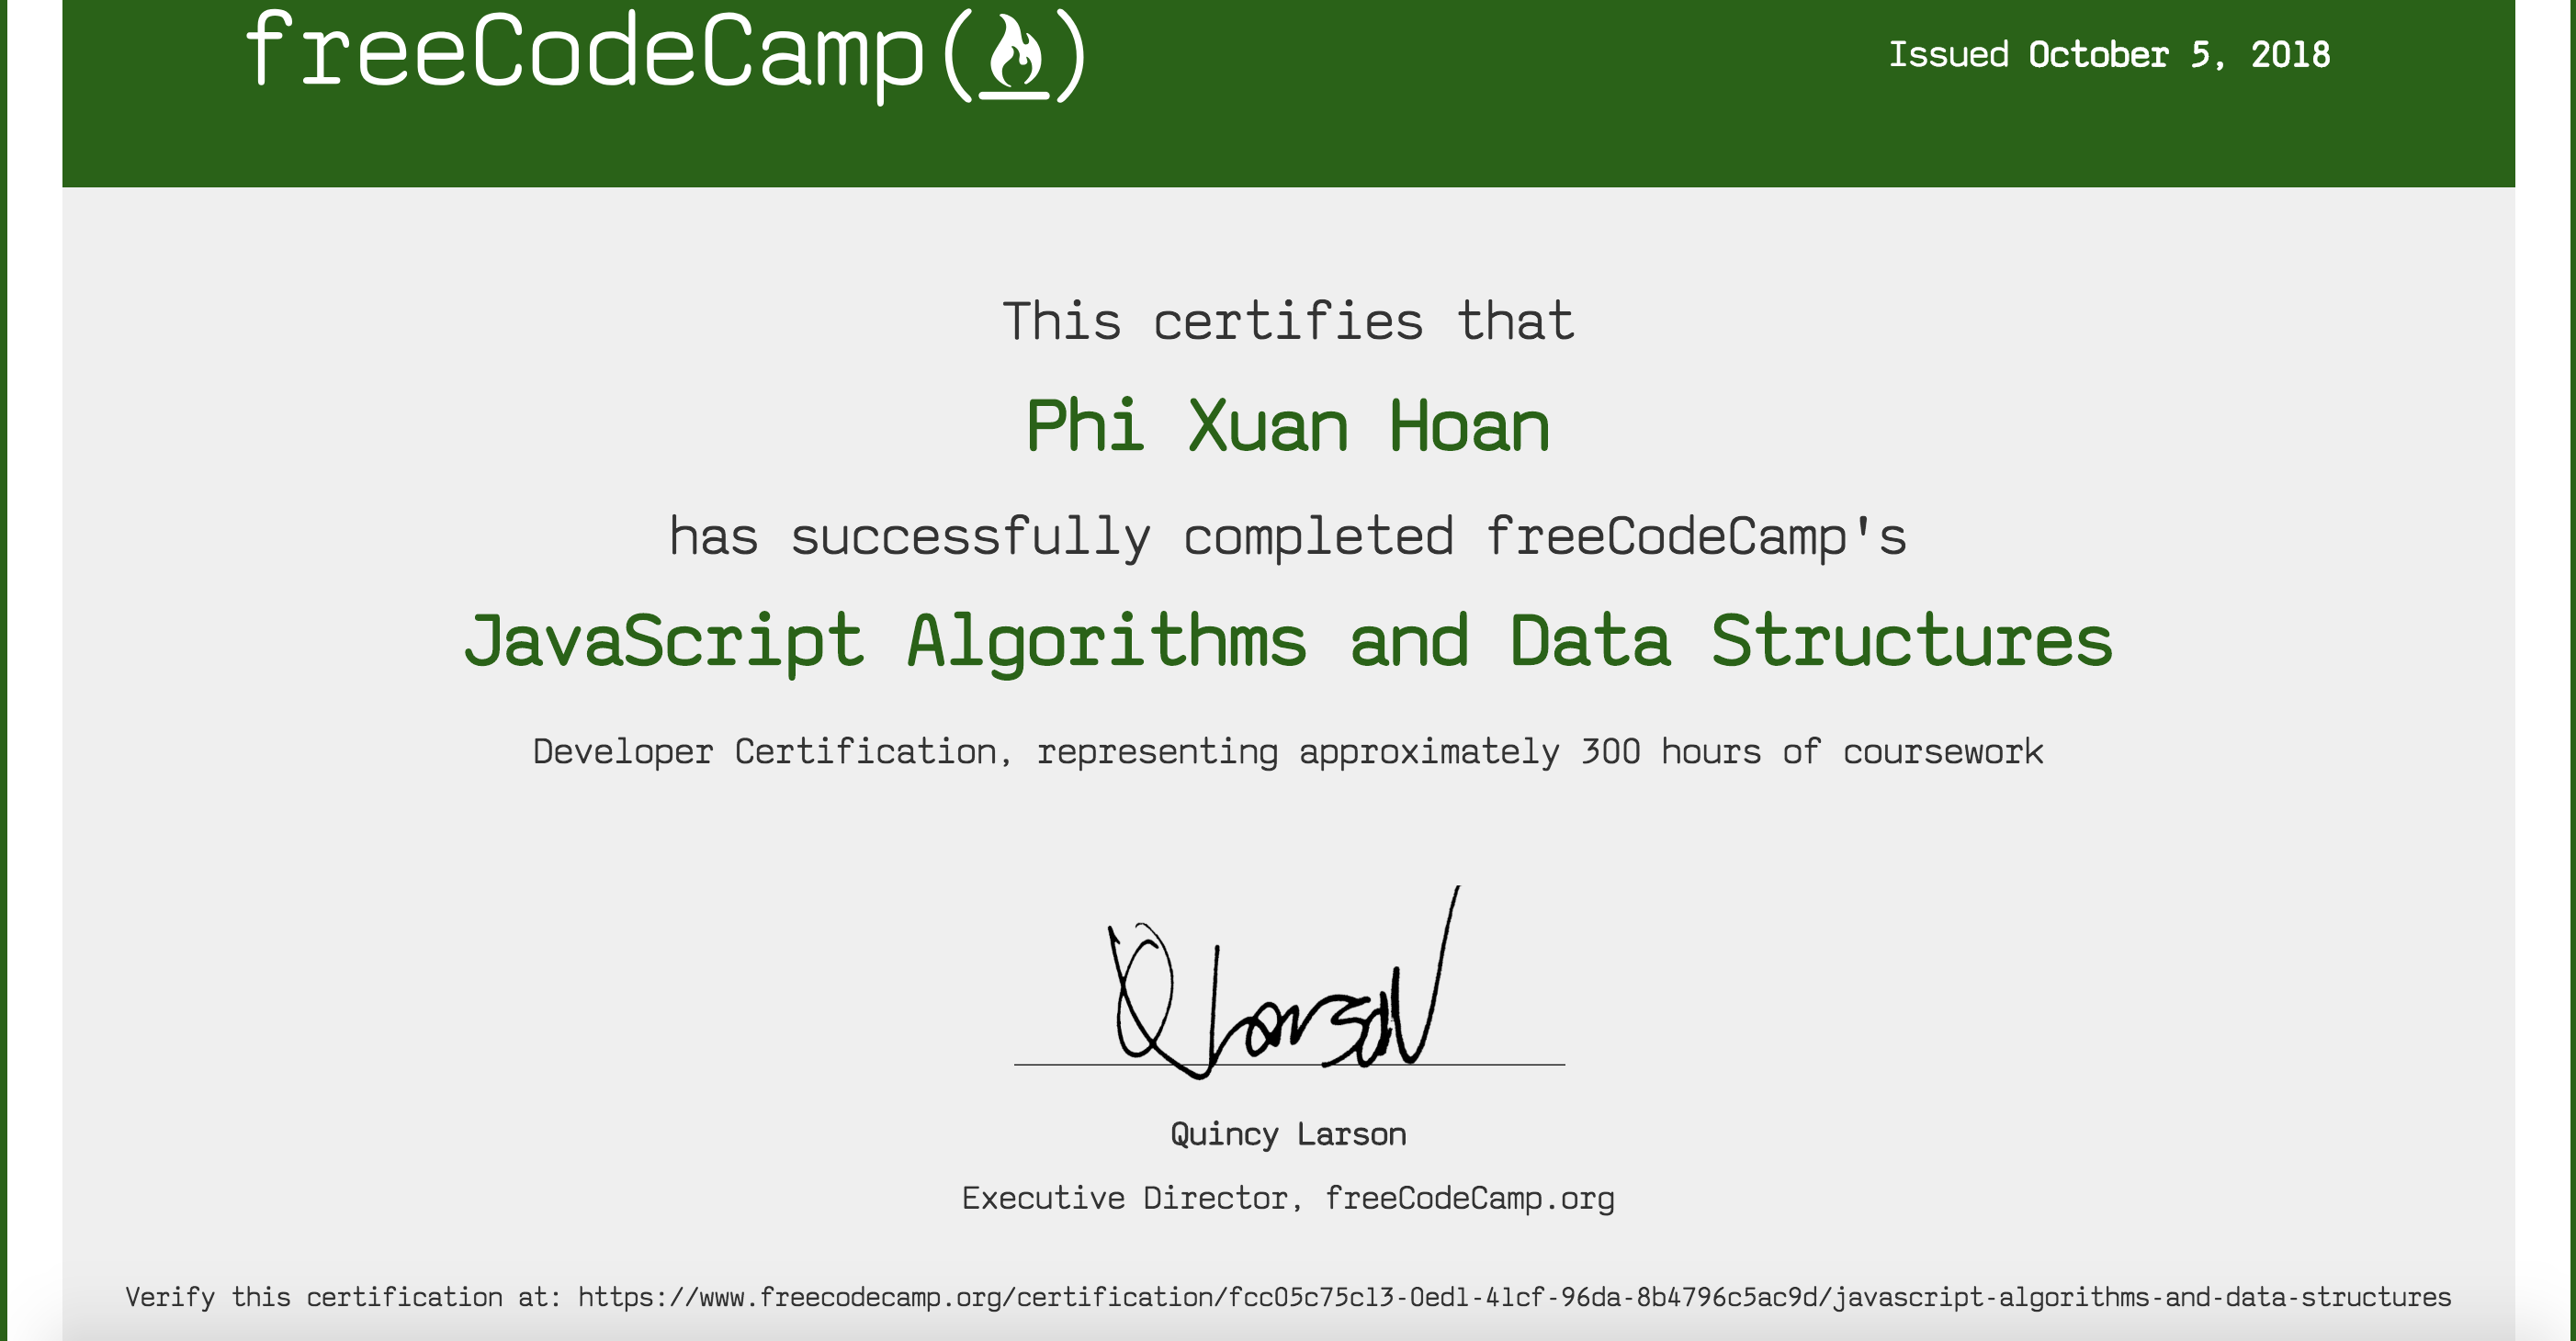 freeCodeCamp(🔥)
Issued October 5, 2018
This certifies that
Phi Xuan Hoan
has successfully completed freeCodeCamp's
JavaScript Algorithms and Data Structures
Developer Certification, representing approximately 300 hours of coursework
Q Larson
Quincy Larson
Executive Director, freeCodeCamp.org
Verify this certification at: https://www.freecodecamp.org/certification/fcc05c75c13-0ed1-41cf-96da-8b4796c5ac9d/javascript-algorithms-and-data-structures